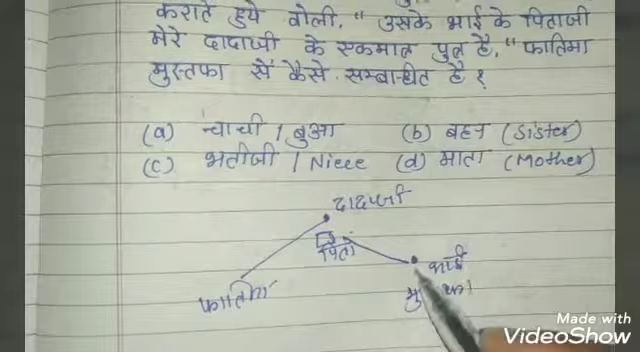 कराते हुये बोली, " उसके भाई के पिताजी
मेरे दादाजी के एकमात्र पुत्र है, " फातिमा
मुस्तफा से कैसे सम्बन्धीत है ?
(a) चाची / बुआ (b) बहन (Sister)
(c) भतीजी / Niece (d) माता (Mother)
दादाजी
पिता
भाई
फातिमा
Made with
VideoShow